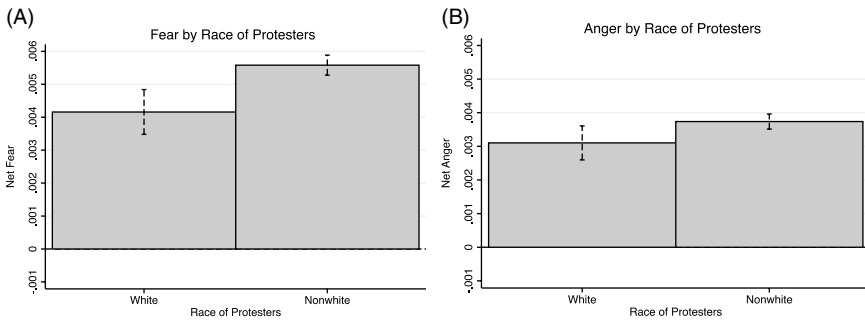 (A)
Fear by Race of Protesters
Net Fear
.006
.005
.004
.003
.002
.001
0
-.001
White
Nonwhite
Race of Protesters
(B)
Anger by Race of Protesters
Net Anger
.006
.005
.004
.003
.002
.001
0
-.001
White
Nonwhite
Race of Protesters